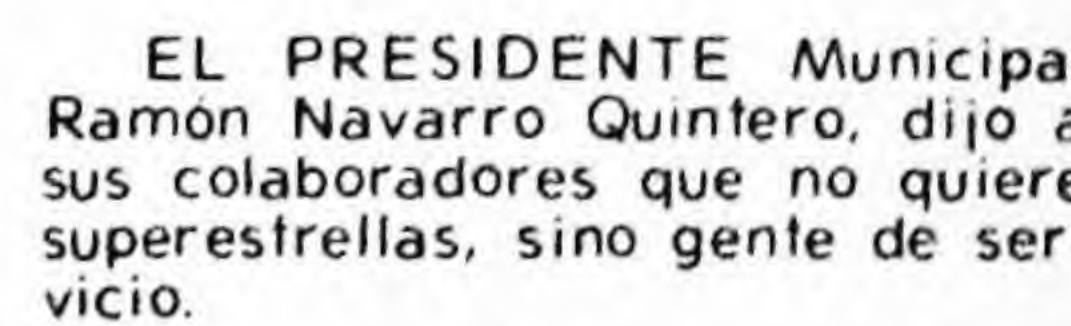 EL PRESIDENTE Municipa
Ramón Navarro Quintero, dijo a
sus colaboradores que no quiere
superestrellas, sino gente de ser
vicio.